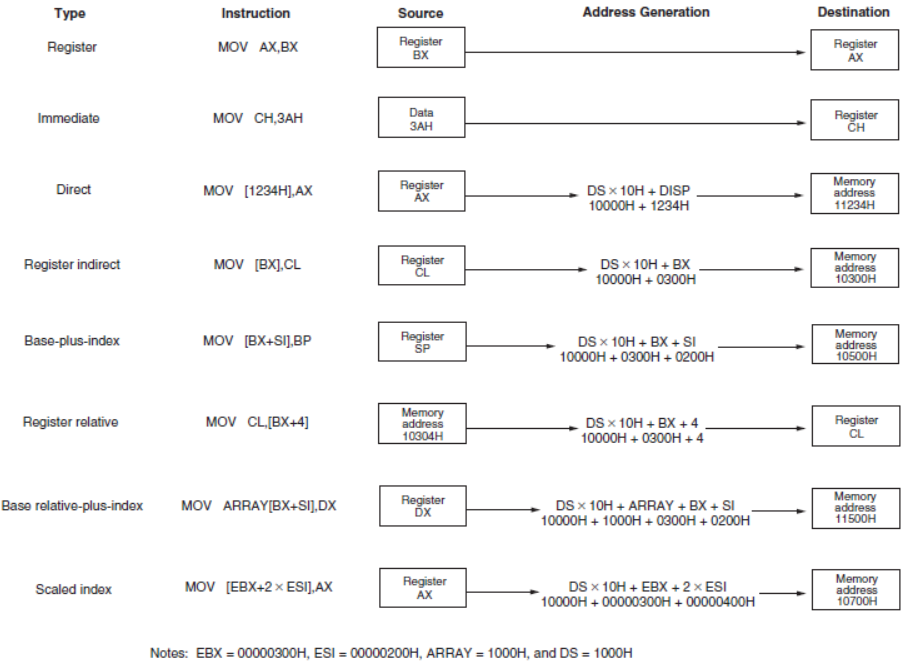 Type Instruction Source Address Generation Destination
Register MOV AX,BX Register BX Register AX
Immediate MOV CH,3AH Data 3AH Register CH
Direct MOV [1234H],AX Register AX DS × 10H + DISP 10000H + 1234H Memory address 11234H
Register indirect MOV [BX],CL Register CL DS × 10H + BX 10000H + 0300H Memory address 10300H
Base-plus-index MOV [BX+SI],BP Register SP DS × 10H + BX + SI 10000H + 0300H + 0200H Memory address 10500H
Register relative MOV CL,[BX+4] Memory address 10304H DS × 10H + BX + 4 10000H + 0300H + 4 Register CL
Base relative-plus-index MOV ARRAY[BX+SI],DX Register DX DS × 10H + ARRAY + BX + SI 10000H + 1000H + 0300H + 0200H Memory address 11500H
Scaled index MOV [EBX+2 × ESI],AX Register AX DS × 10H + EBX + 2 × ESI 10000H + 00000300H + 00000400H Memory address 10700H
Notes: EBX = 00000300H, ESI = 00000200H, ARRAY = 1000H, and DS = 1000H